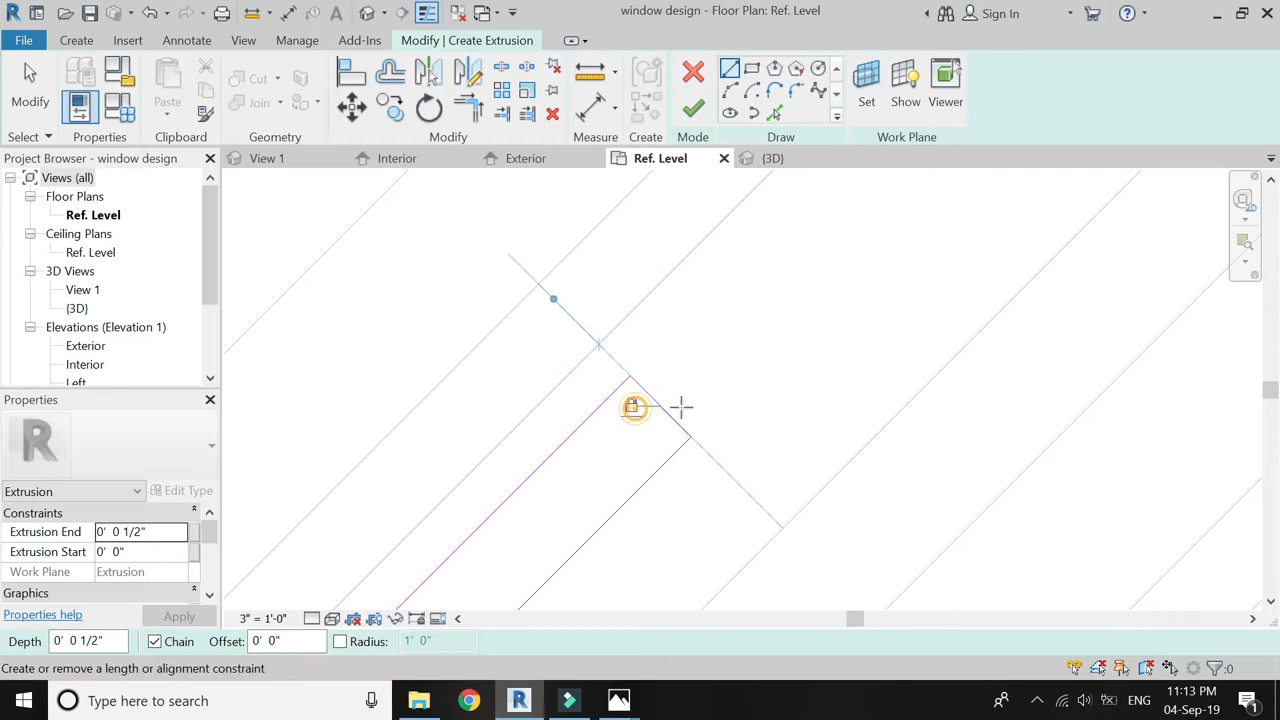 window design - Floor Plan: Ref. Level
Sign In
File
Create
Insert
Annotate
View
Manage
Add-Ins
Modify | Create Extrusion
Modify
Paste
Cut
Join
Set
Show
Viewer
Select
Properties
Clipboard
Geometry
Modify
Measure
Create
Mode
Draw
Work Plane
Project Browser - window design
View 1
Interior
Exterior
Ref. Level
{3D}
Views (all)
Floor Plans
Ref. Level
Ceiling Plans
Ref. Level
3D Views
View 1
{3D}
Elevations (Elevation 1)
Exterior
Interior
Left
Properties
Extrusion
Edit Type
Constraints
Extrusion End
0' 0 1/2"
Extrusion Start
0' 0"
Work Plane
Extrusion
Graphics
Properties help
Apply
3" = 1'-0"
Depth
0' 0 1/2"
Chain
Offset:
0' 0"
Radius:
1' 0"
Create or remove a length or alignment constraint
:0
Type here to search
ENG
11:13 PM
04-Sep-19
1